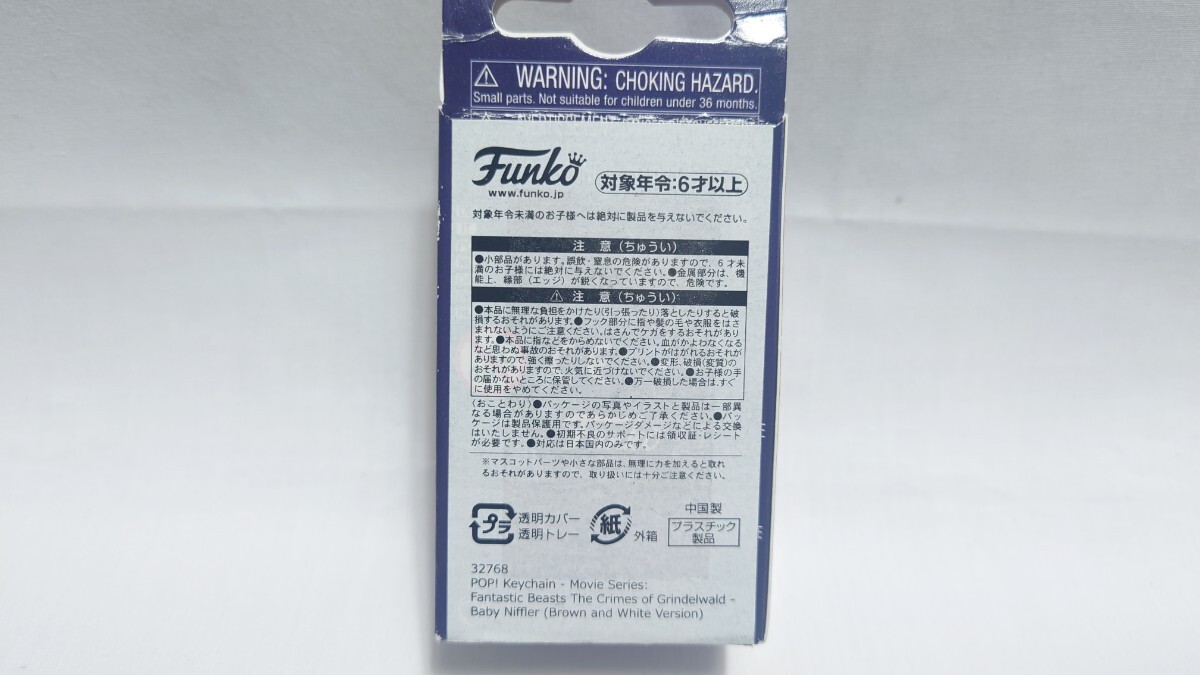 WARNING: CHOKING HAZARD.
Small parts. Not suitable for children under 36 months.
Funko
www.funko.jp
対象年令:6才以上
対象年令未満のお子様へは絶対に製品を与えないでください。
注 意 (ちゅうい)
●小部品があります。誤飲・窒息の危険がありますので、6才未
満のお子様には絶対に与えないでください。●金属部分は、機
能上、縁部(エッジ)が鋭くなっていますので、危険です。
注 意 (ちゅうい)
●本品に無理な負担をかけたり(引っ張ったり)落としたりすると破
損するおそれがあります。●フック部分に指や髪の毛や衣服をはさ
まれないようにご注意ください。はさんでケガをするおそれがあり
ます。●本品に指などをからめないでください。血がかよわなくなる
など思わぬ事故のおそれがあります。●プリントがはがれるおそれが
ありますので、強く擦ったりしないでください。●変形、破損(変質)の
おそれがありますので、火気に近づけないでください。●お子様の手
の届かないところに保管してください。●万一破損した場合は、すぐ
に使用をやめてください。
(おことわり)●パッケージの写真やイラストと製品は一部異
なる場合がありますのであらかじめご了承ください。●パッ
ケージは製品保護用です。パッケージダメージなどによる交換
はいたしません。●初期不良のサポートには領収証・レシート
が必要です。●対応は日本国内のみです。
※マスコットパーツや小さな部品は、無理に力を加えると取れ
るおそれがありますので、取り扱いには十分ご注意ください。
プラ
透明カバー
透明トレー
紙
外箱
中国製
プラスチック
製品
32768
POP! Keychain - Movie Series:
Fantastic Beasts The Crimes of Grindelwald -
Baby Niffler (Brown and White Version)